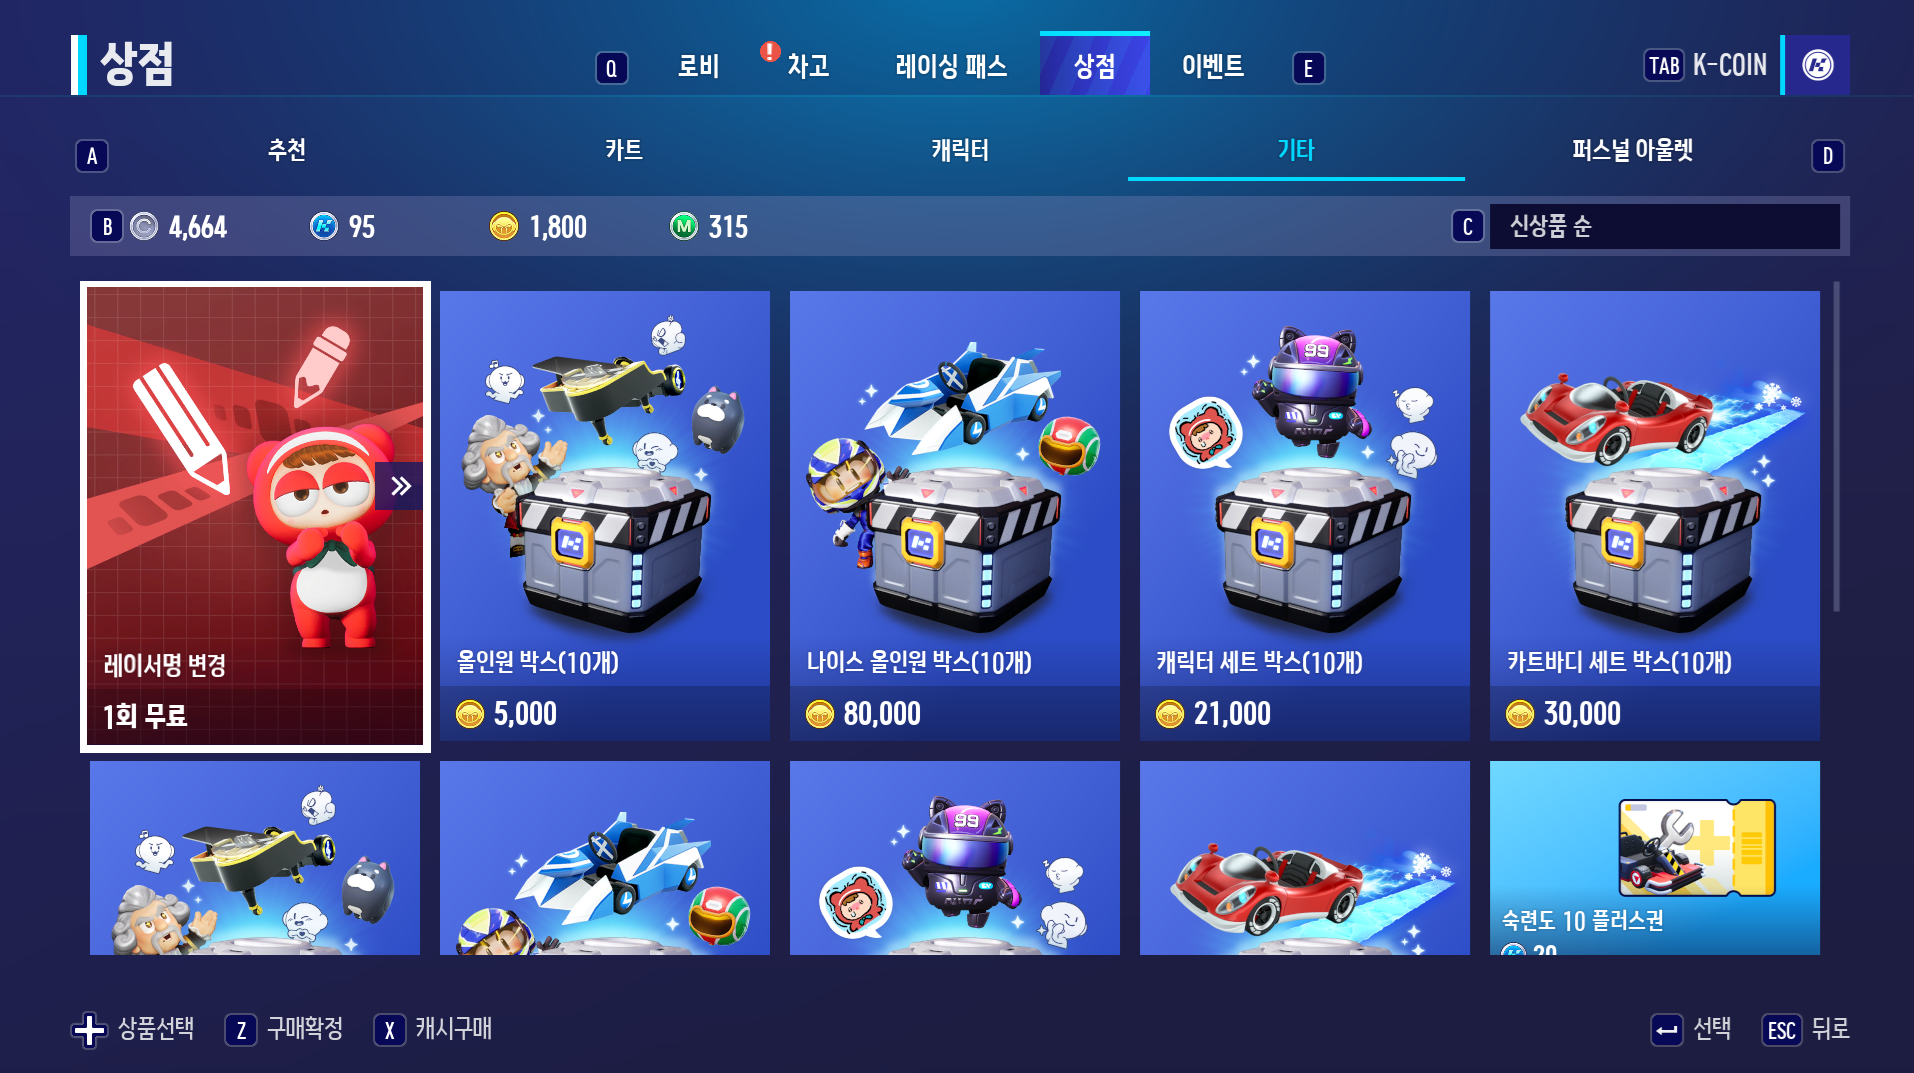 상점
Q
로비
차고
레이싱 패스
상점
이벤트
E
TAB K-COIN
A
추천
카트
캐릭터
기타
퍼스널 아울렛
D
B
4,664
95
1,800
M
315
C
신상품 순
레이서명 변경
1회 무료
올인원 박스(10개)
5,000
나이스 올인원 박스(10개)
80,000
99
캐릭터 세트 박스(10개)
21,000
카트바디 세트 박스(10개)
30,000
99
숙련도 10 플러스권
20
상품선택
Z 구매확정
X 캐시구매
선택
ESC 뒤로